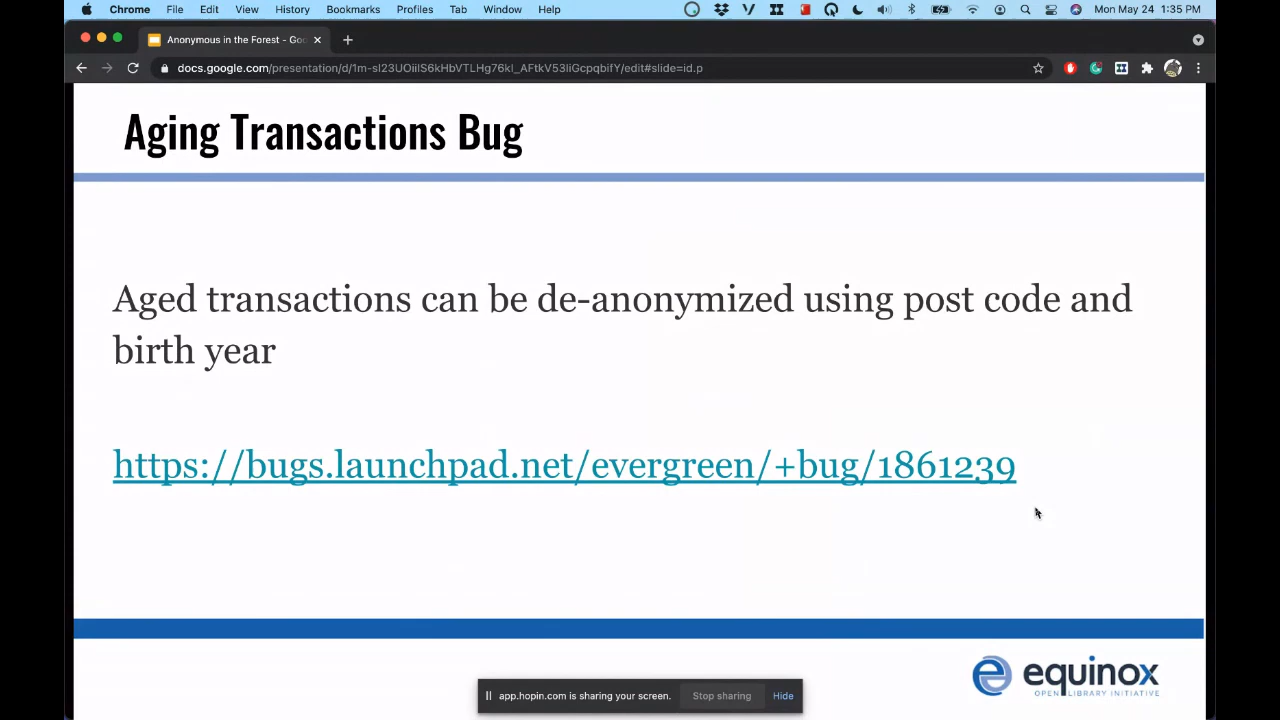 Chrome File Edit View History Bookmarks Profiles Tab Window Help Mon May 24 1:35 PM
Anonymous in the Forest - Goo
docs.google.com/presentation/d/1m-sI23UOiiIS6kHbVTLHg76kI_AFtkV53IiGcpqbifY/edit#slide=id.p
Aging Transactions Bug
Aged transactions can be de-anonymized using post code and
birth year
https://bugs.launchpad.net/evergreen/+bug/1861239
equinox
OPEN LIBRARY INITIATIVE
app.hopin.com is sharing your screen. Stop sharing Hide